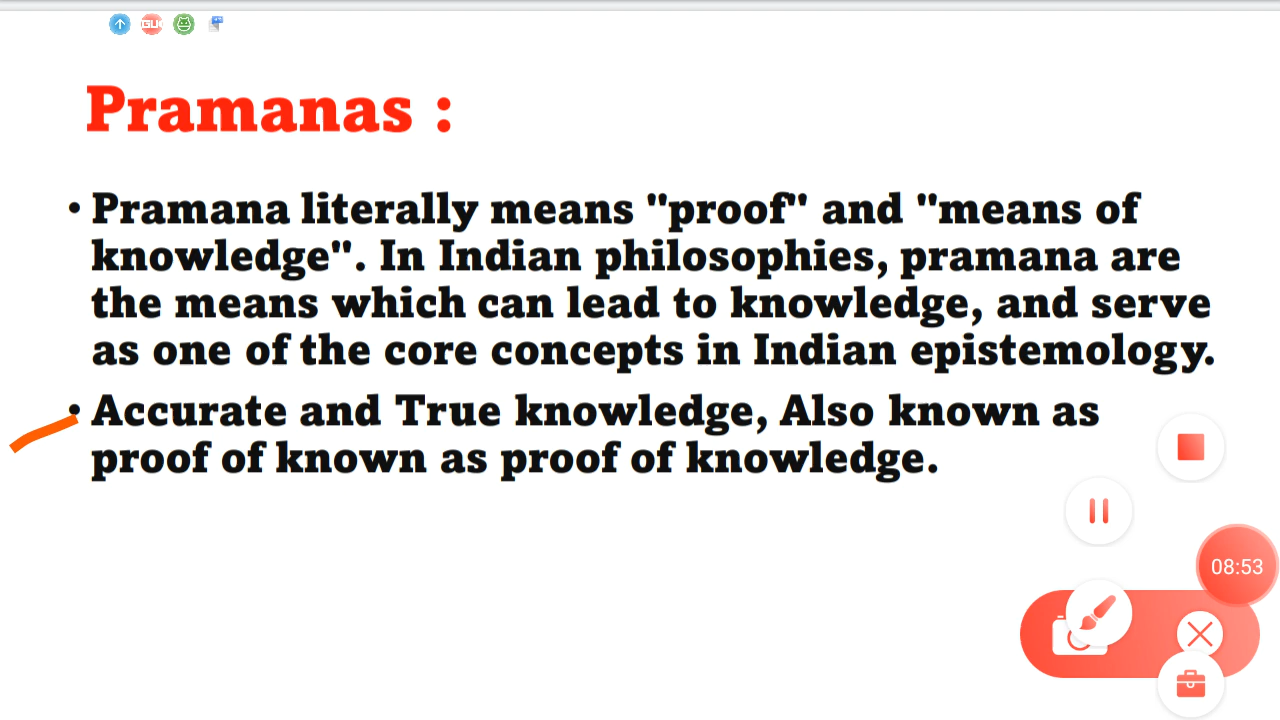 Pramanas :
• Pramana literally means "proof" and "means of
knowledge". In Indian philosophies, pramana are
the means which can lead to knowledge, and serve
as one of the core concepts in Indian epistemology.
• Accurate and True knowledge, Also known as
proof of known as proof of knowledge.
08:53